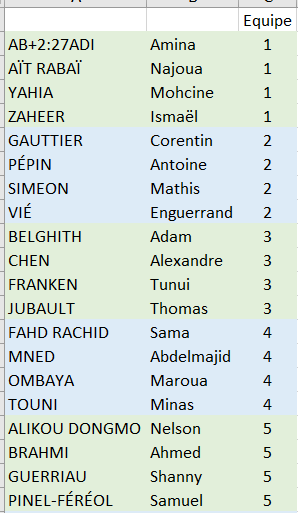 Equipe
AB+2:27ADI Amina 1
AÏT RABAÏ Najoua 1
YAHIA Mohcine 1
ZAHEER Ismaël 1
GAUTTIER Corentin 2
PÉPIN Antoine 2
SIMEON Mathis 2
VIÉ Enguerrand 2
BELGHITH Adam 3
CHEN Alexandre 3
FRANKEN Tunui 3
JUBAULT Thomas 3
FAHD RACHID Sama 4
MNED Abdelmajid 4
OMBAYA Maroua 4
TOUNI Minas 4
ALIKOU DONGMO Nelson 5
BRAHMI Ahmed 5
GUERRIAU Shanny 5
PINEL-FÉRÉOL Samuel 5